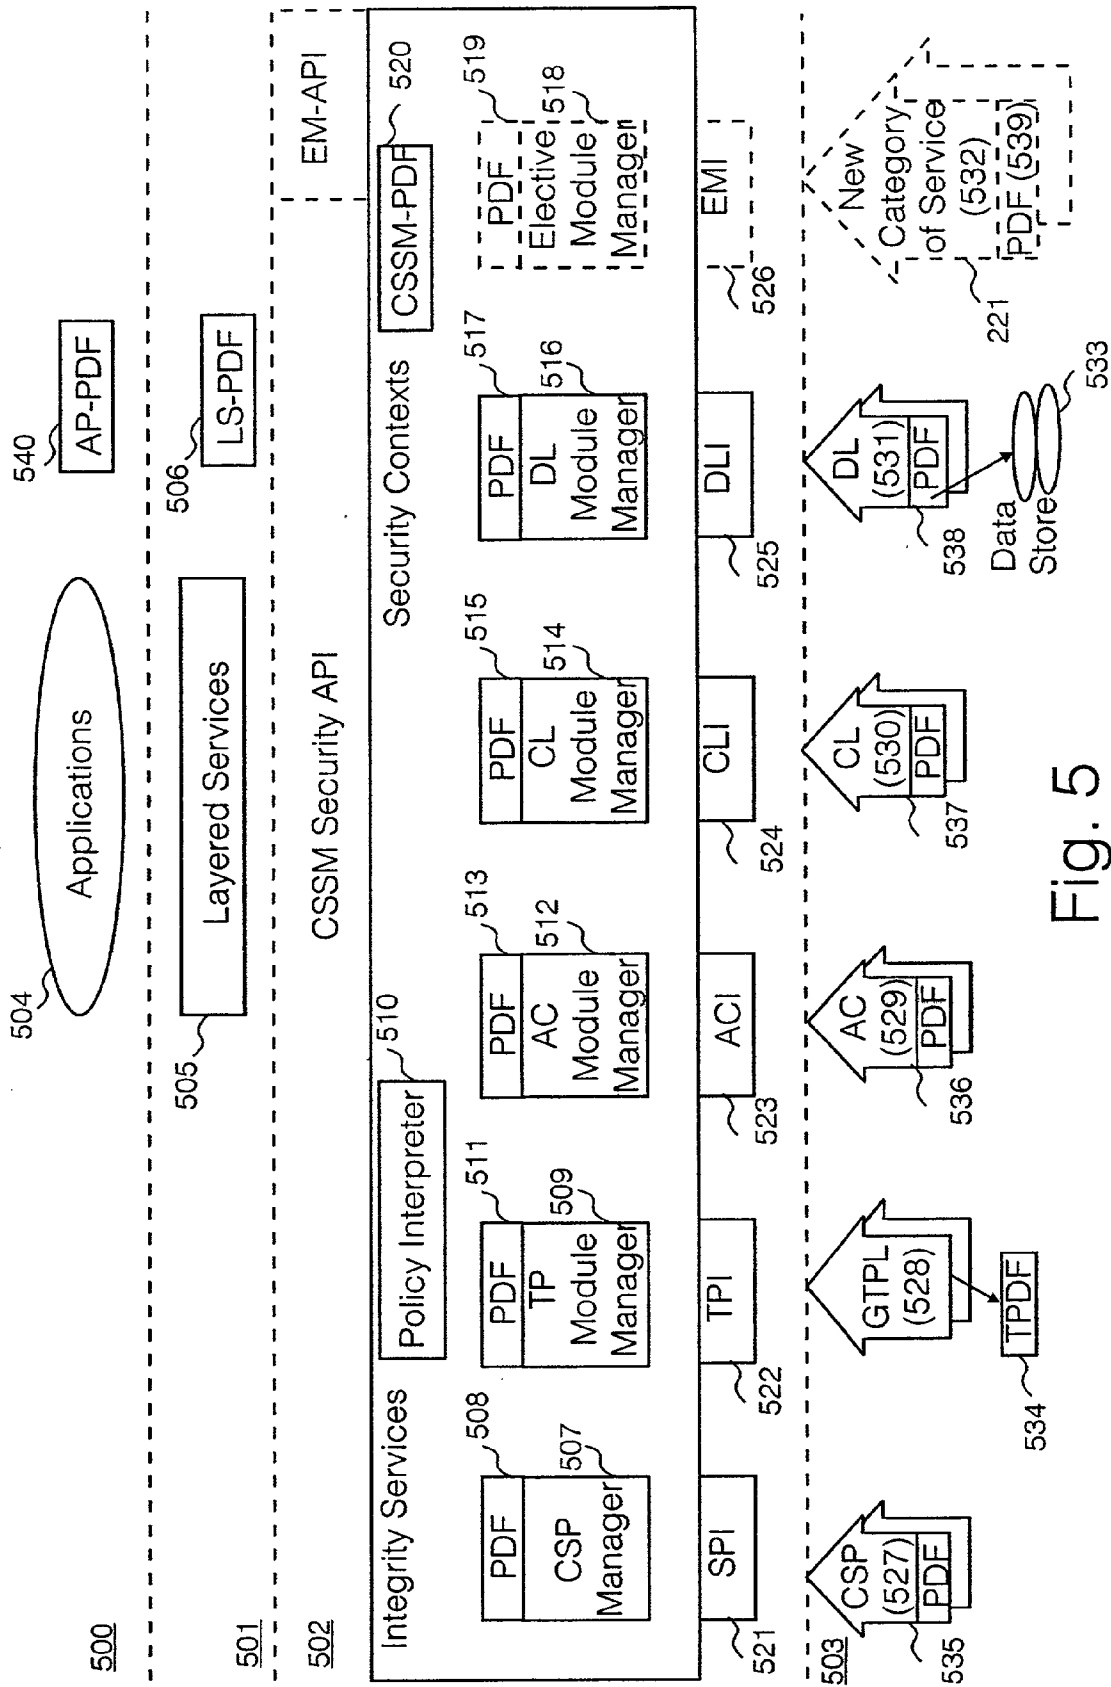 500
504
Applications
540
AP-PDF
501
505
Layered Services
506
LS-PDF
502
CSSM Security API
EM-API
Integrity Services
Policy Interpreter
510
Security Contexts
CSSM-PDF
520
PDF
508
CSP
Manager
507
PDF
511
TP
Module
Manager
509
PDF
513
AC
Module
Manager
512
PDF
515
CL
Module
Manager
514
PDF
517
DL
Module
Manager
516
PDF
519
Elective
Module
Manager
518
SPI
521
TPI
522
ACI
523
CLI
524
DLI
525
EMI
526
503
CSP
(527)
PDF
535
GTPL
(528)
TPDF
534
AC
(529)
PDF
536
CL
(530)
PDF
537
DL
(531)
PDF
538
Data
Store
533
New
Category
of Service
(532)
PDF (539)
221
Fig. 5